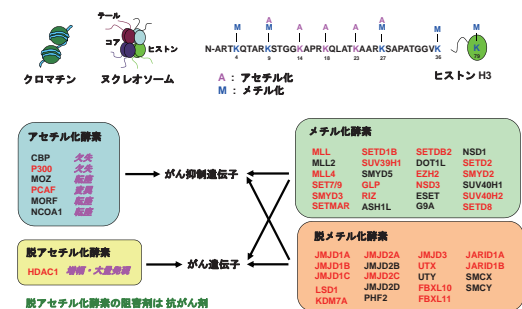 テール
コア
ヒストン
クロマチン
ヌクレオソーム
M A M A A A A M M M
N-ARTKQTARKSTGGKAPRKQLATKAARKSAPATGGVK K
4 9 14 18 23 27 36 79
A : アセチル化
M : メチル化
ヒストン H3
アセチル化酵素
CBP 欠失
P300 欠失
MOZ 転座
PCAF 変異
MORF 転座
NCOA1 転座
がん抑制遺伝子
メチル化酵素
MLL SETD1B SETDB2 NSD1
MLL2 SUV39H1 DOT1L SETD2
MLL4 SMYD5 EZH2 SMYD2
SET7/9 GLP NSD3 SUV40H1
SMYD3 RIZ ESET SUV40H2
SETMAR ASH1L G9A SETD8
脱アセチル化酵素
HDAC1 増幅・大量発現
がん遺伝子
脱メチル化酵素
JMJD1A JMJD2A JMJD3 JARID1A
JMJD1B JMJD2B UTX JARID1B
JMJD1C JMJD2C UTY SMCX
LSD1 JMJD2D FBXL10 SMCY
KDM7A PHF2 FBXL11
脱アセチル化酵素の阻害剤は 抗がん剤